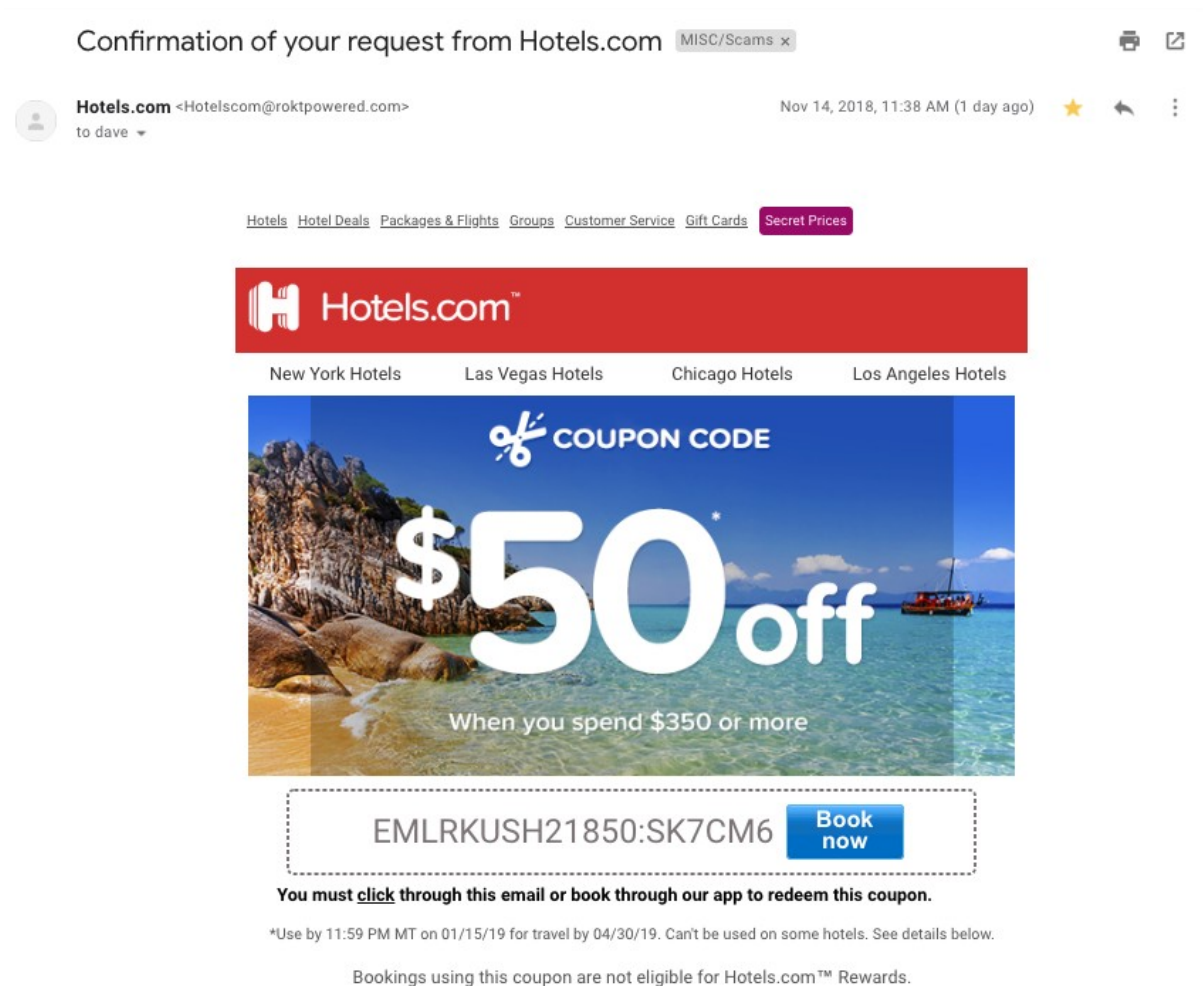 Confirmation of your request from Hotels.com MISC/Scams x
Hotels.com <Hotelscom@roktpowered.com> Nov 14, 2018, 11:38 AM (1 day ago)
to dave
Hotels Hotel Deals Packages & Flights Groups Customer Service Gift Cards Secret Prices
H Hotels.com™
New York Hotels Las Vegas Hotels Chicago Hotels Los Angeles Hotels
COUPON CODE
$50* off
When you spend $350 or more
EMLRKUSH21850:SK7CM6 Book now
You must click through this email or book through our app to redeem this coupon.
*Use by 11:59 PM MT on 01/15/19 for travel by 04/30/19. Can't be used on some hotels. See details below.
Bookings using this coupon are not eligible for Hotels.com™ Rewards.